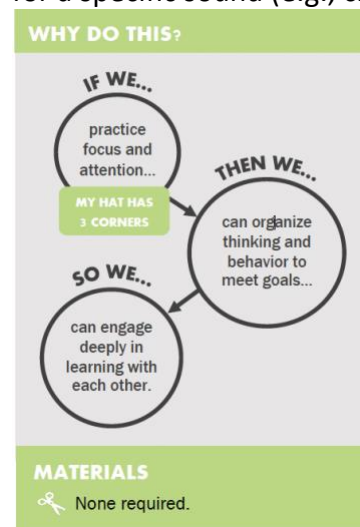 WHY DO THIS?
IF WE...
practice
focus and
attention...
MY HAT HAS
3 CORNERS
THEN WE...
can organize
thinking and
behavior to
meet goals...
SO WE...
can engage
deeply in
learning with
each other.
MATERIALS
None required.